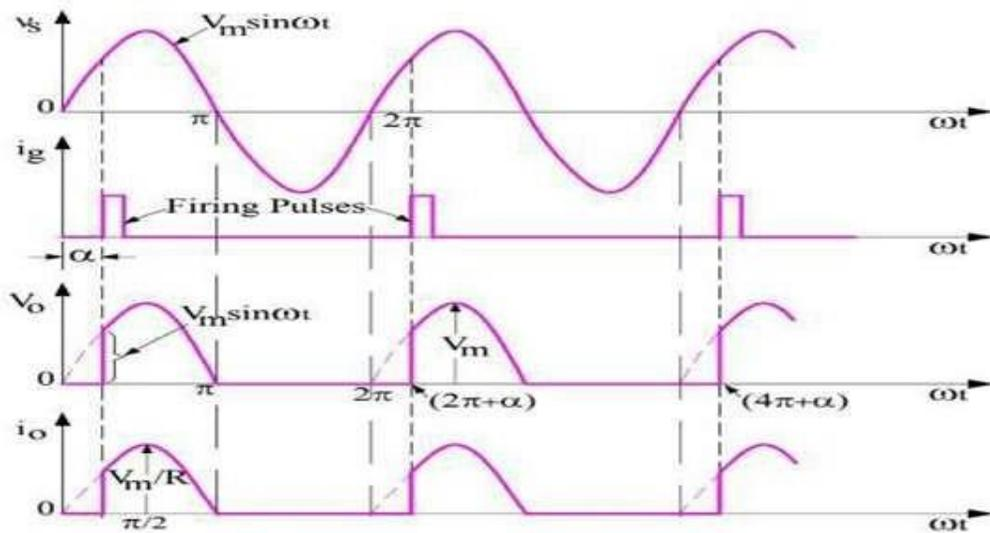 vs
Vmsinωt
0
π
2π
ωt
ig
Firing Pulses
ωt
α
Vo
Vmsinωt
Vm
0
π
2π
(2π+α)
(4π+α)
ωt
io
Vm/R
0
π/2
ωt